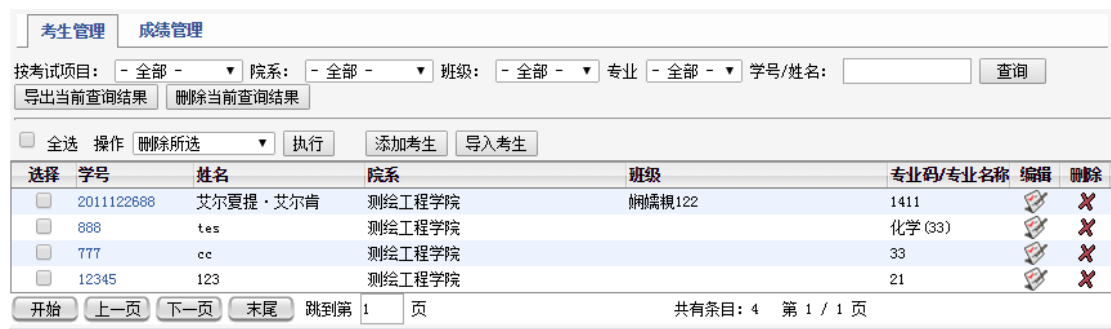 考生管理 成绩管理
按考试项目: - 全部 - 院系: - 全部 - 班级: - 全部 - 专业 - 全部 - 学号/姓名: 查询
导出当前查询结果 删除当前查询结果
全选 操作 删除所选 执行 添加考生 导入考生
选择 学号 姓名 院系 班级 专业码/专业名称 编辑 删除
2011122688 艾尔夏提·艾尔肯 测绘工程学院 娴嬬槻122 1411
888 tes 测绘工程学院 化学(33)
777 cc 测绘工程学院 33
12345 123 测绘工程学院 21
开始 上一页 下一页 末尾 跳到第 1 页 共有条目: 4 第 1 / 1 页